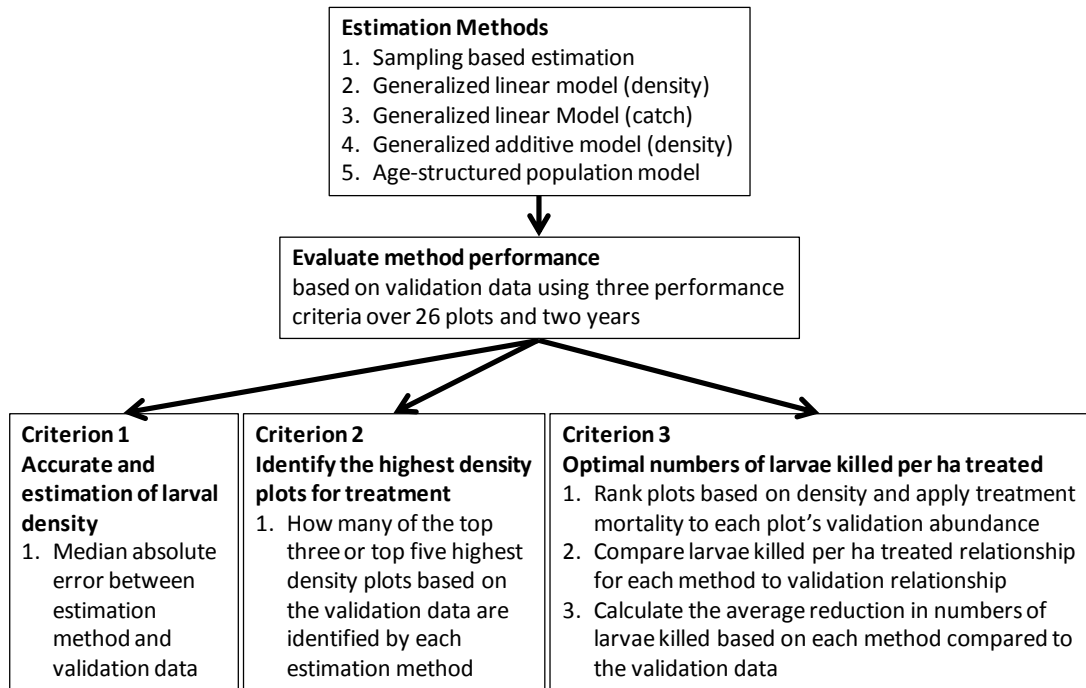 Estimation Methods
1. Sampling based estimation
2. Generalized linear model (density)
3. Generalized linear Model (catch)
4. Generalized additive model (density)
5. Age-structured population model
Evaluate method performance
based on validation data using three performance
criteria over 26 plots and two years
Criterion 1
Accurate and
estimation of larval
density
1. Median absolute
error between
estimation
method and
validation data
Criterion 2
Identify the highest density
plots for treatment
1. How many of the top
three or top five highest
density plots based on
the validation data are
identified by each
estimation method
Criterion 3
Optimal numbers of larvae killed per ha treated
1. Rank plots based on density and apply treatment
mortality to each plot's validation abundance
2. Compare larvae killed per ha treated relationship
for each method to validation relationship
3. Calculate the average reduction in numbers of
larvae killed based on each method compared to
the validation data